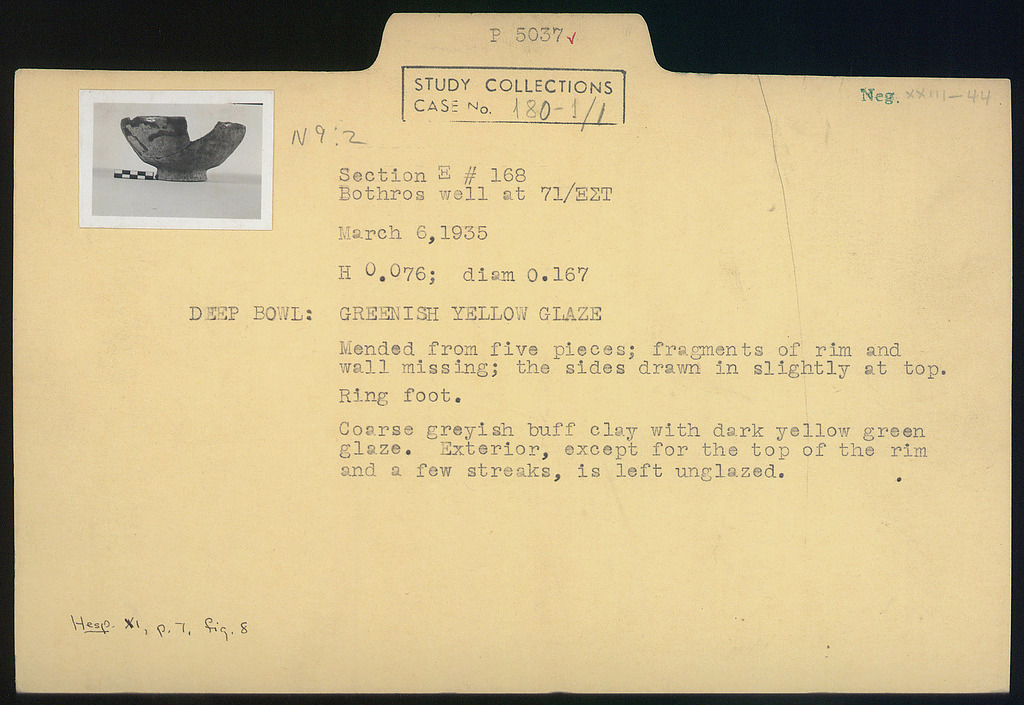 P 5037 ✓
STUDY COLLECTIONS
CASE No. 180-1/1
Neg. XXIII-44
N 9:2
Section Ε # 168
Bothros well at 71/ΕΣΤ
March 6,1935
H 0.076; diam 0.167
DEEP BOWL: GREENISH YELLOW GLAZE
Mended from five pieces; fragments of rim and
wall missing; the sides drawn in slightly at top.
Ring foot.
Coarse greyish buff clay with dark yellow green
glaze. Exterior, except for the top of the rim
and a few streaks, is left unglazed.
Hesp. XI, p. 7, fig. 8